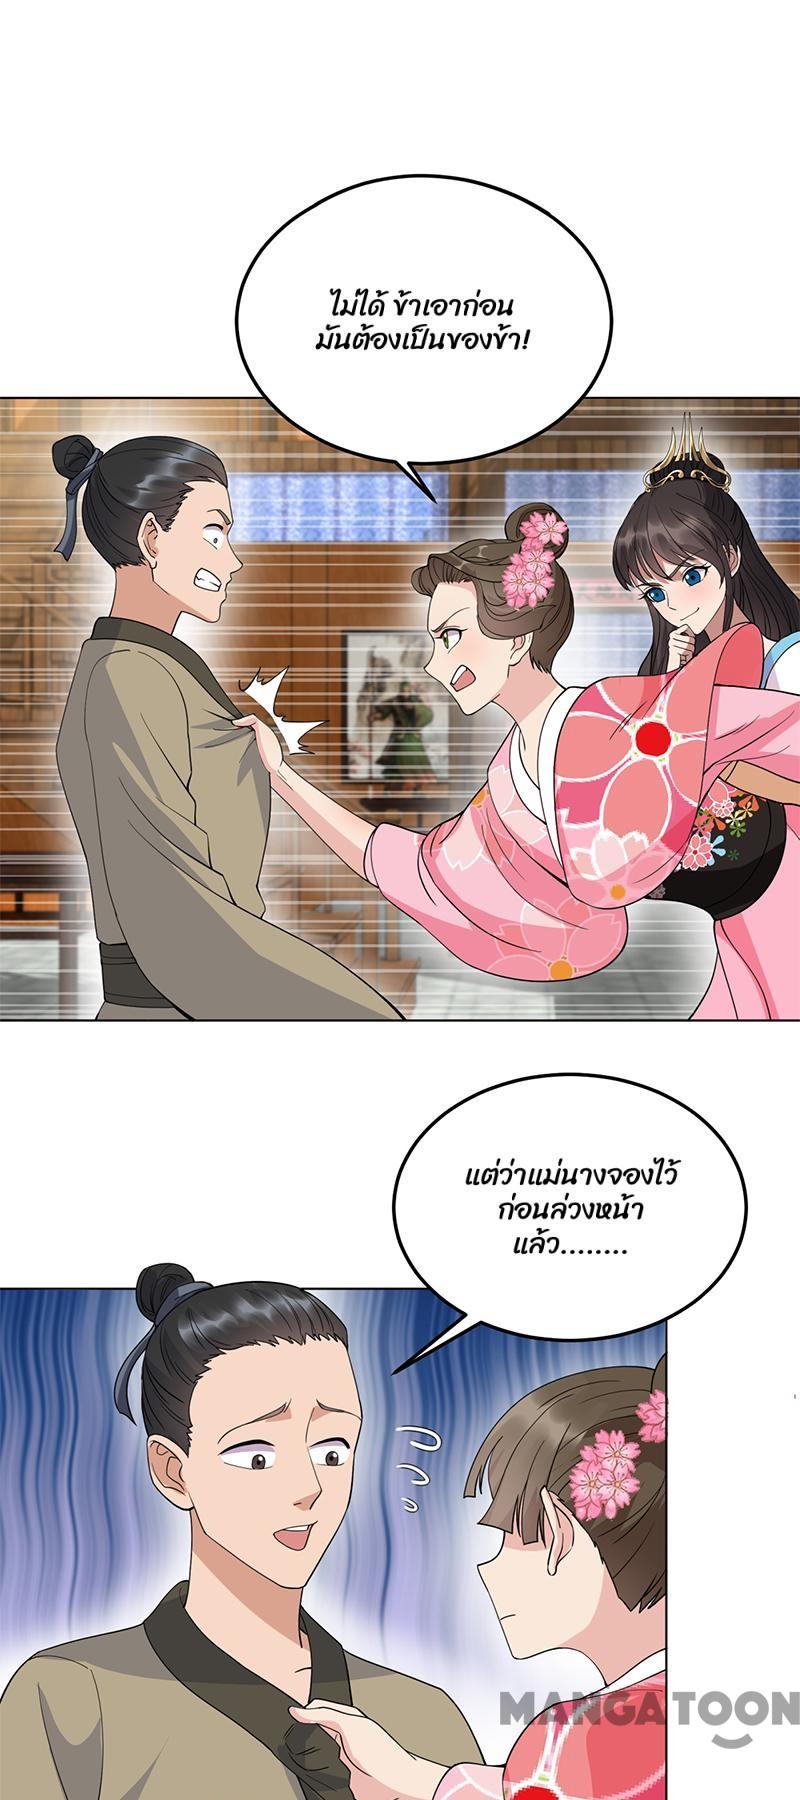 ไม่ได้ ข้าเอาก่อน
มันต้องเป็นของข้า!
แต่ว่าแม่นางจองไว้
ก่อนล่วงหน้า
แล้ว........
MANGATOON